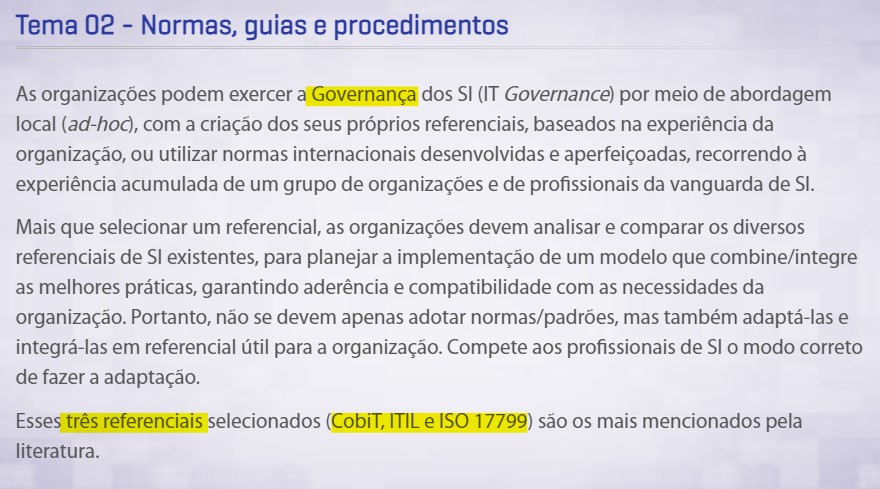 Tema 02 - Normas, guias e procedimentos
As organizações podem exercer a Governança dos SI (IT Governance) por meio de abordagem
local (ad-hoc), com a criação dos seus próprios referenciais, baseados na experiência da
organização, ou utilizar normas internacionais desenvolvidas e aperfeiçoadas, recorrendo à
experiência acumulada de um grupo de organizações e de profissionais da vanguarda de SI.
Mais que selecionar um referencial, as organizações devem analisar e comparar os diversos
referenciais de SI existentes, para planejar a implementação de um modelo que combine/integre
as melhores práticas, garantindo aderência e compatibilidade com as necessidades da
organização. Portanto, não se devem apenas adotar normas/padrões, mas também adaptá-las e
integrá-las em referencial útil para a organização. Compete aos profissionais de SI o modo correto
de fazer a adaptação.
Esses três referenciais selecionados (CobiT, ITIL e ISO 17799) são os mais mencionados pela
literatura.